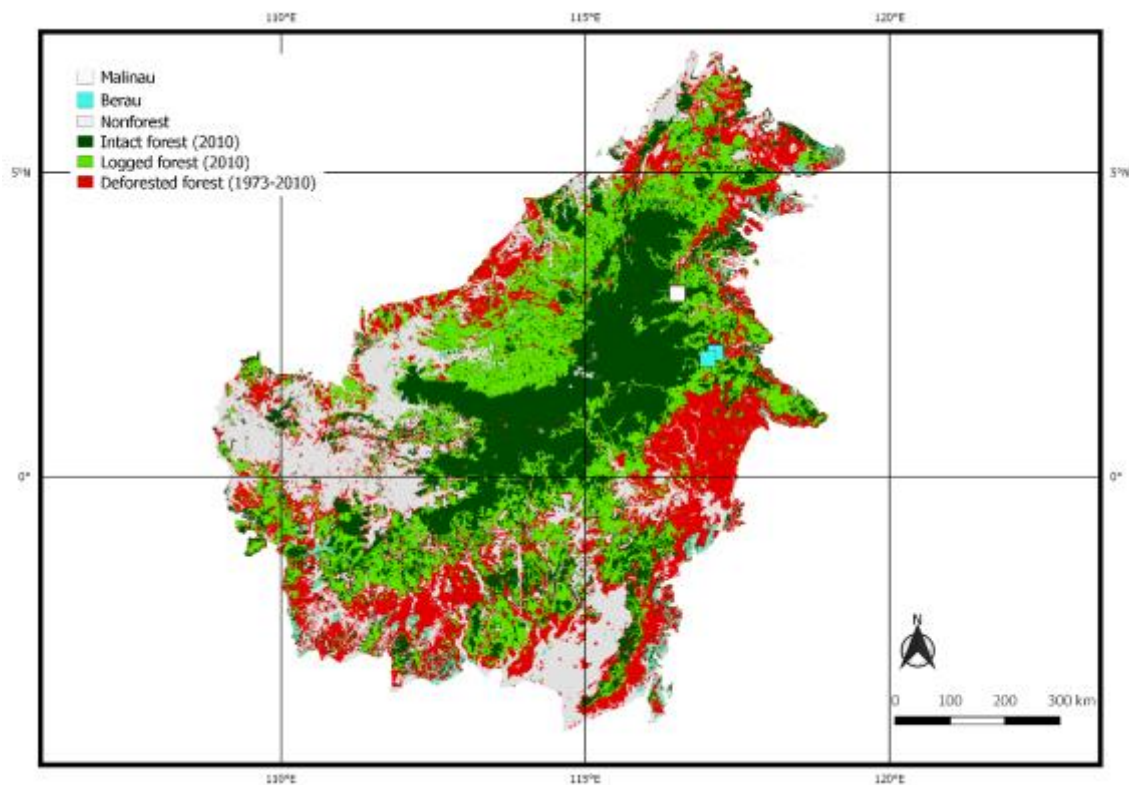 110°E 115°E 120°E
Malinau
Berau
Nonforest
Intact forest (2010)
Logged forest (2010)
Deforested forest (1973-2010)
5°N 5°N
0° 0°
N
0 100 200 300 km
110°E 115°E 120°E